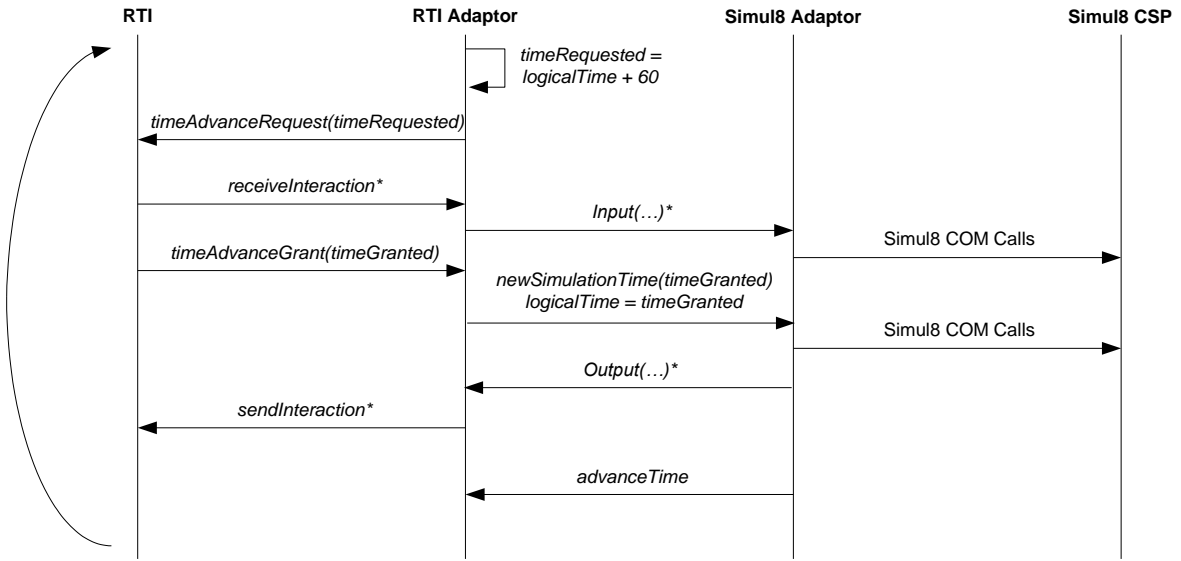 RTI
RTI Adaptor
Simul8 Adaptor
Simul8 CSP
timeRequested =
logicalTime + 60
timeAdvanceRequest(timeRequested)
receiveInteraction*
Input(…)*
Simul8 COM Calls
timeAdvanceGrant(timeGranted)
newSimulationTime(timeGranted)
logicalTime = timeGranted
Simul8 COM Calls
Output(…)*
sendInteraction*
advanceTime